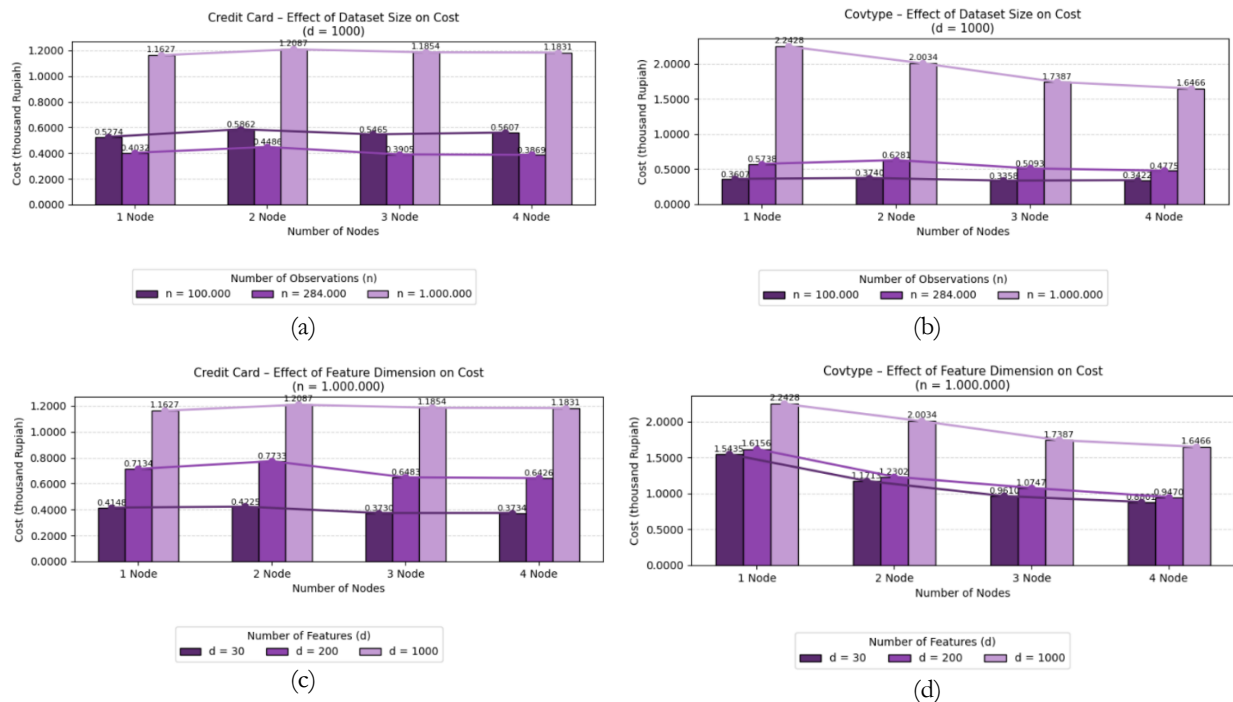 Credit Card – Effect of Dataset Size on Cost
(d = 1000)
Cost (thousand Rupiah)
1.2000
1.0000
0.8000
0.6000
0.4000
0.2000
0.0000
0.5274
0.4032
1.1627
0.5862
0.4486
1.2087
0.5465
0.3905
1.1854
0.5607
0.3869
1.1831
1 Node
2 Node
3 Node
4 Node
Number of Nodes
Number of Observations (n)
n = 100.000
n = 284.000
n = 1.000.000
(a)
Covtype – Effect of Dataset Size on Cost
(d = 1000)
Cost (thousand Rupiah)
2.0000
1.5000
1.0000
0.5000
0.0000
0.3607
0.5738
2.2428
0.3740
0.6281
2.0034
0.3358
0.5093
1.7387
0.3422
0.4775
1.6466
1 Node
2 Node
3 Node
4 Node
Number of Nodes
Number of Observations (n)
n = 100.000
n = 284.000
n = 1.000.000
(b)
Credit Card – Effect of Feature Dimension on Cost
(n = 1.000.000)
Cost (thousand Rupiah)
1.2000
1.0000
0.8000
0.6000
0.4000
0.2000
0.0000
0.4148
0.7134
1.1627
0.4225
0.7733
1.2087
0.3730
0.6483
1.1854
0.3734
0.6426
1.1831
1 Node
2 Node
3 Node
4 Node
Number of Nodes
Number of Features (d)
d = 30
d = 200
d = 1000
(c)
Covtype – Effect of Feature Dimension on Cost
(n = 1.000.000)
Cost (thousand Rupiah)
2.0000
1.5000
1.0000
0.5000
0.0000
1.5435
1.6156
2.2428
1.2302
2.0034
0.9610
1.0747
1.7387
0.9470
1.6466
1 Node
2 Node
3 Node
4 Node
Number of Nodes
Number of Features (d)
d = 30
d = 200
d = 1000
(d)